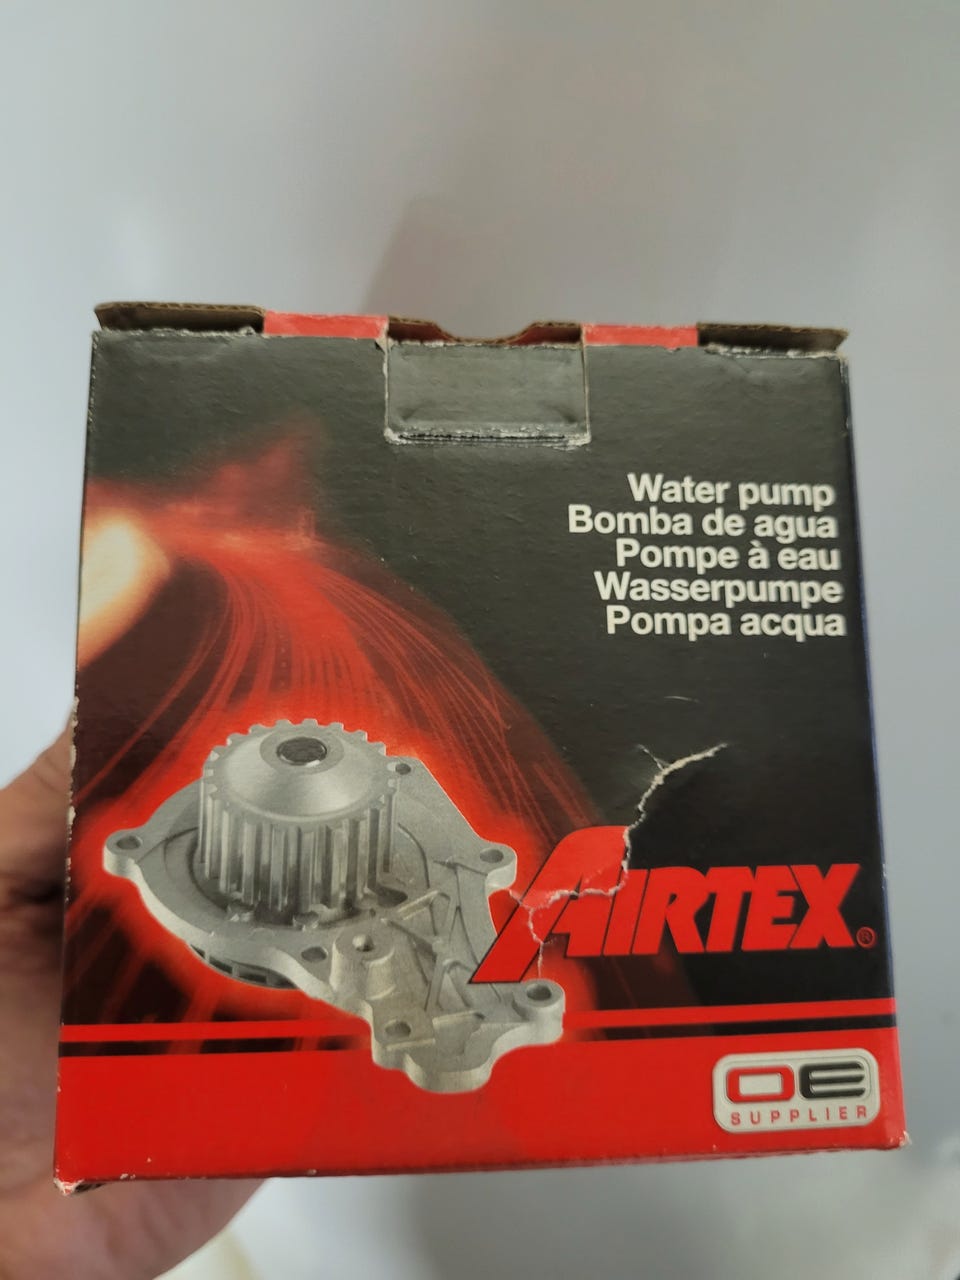 Water pump
Bomba de agua
Pompe à eau
Wasserpumpe
Pompa acqua
AIRTEX®
OE
SUPPLIER